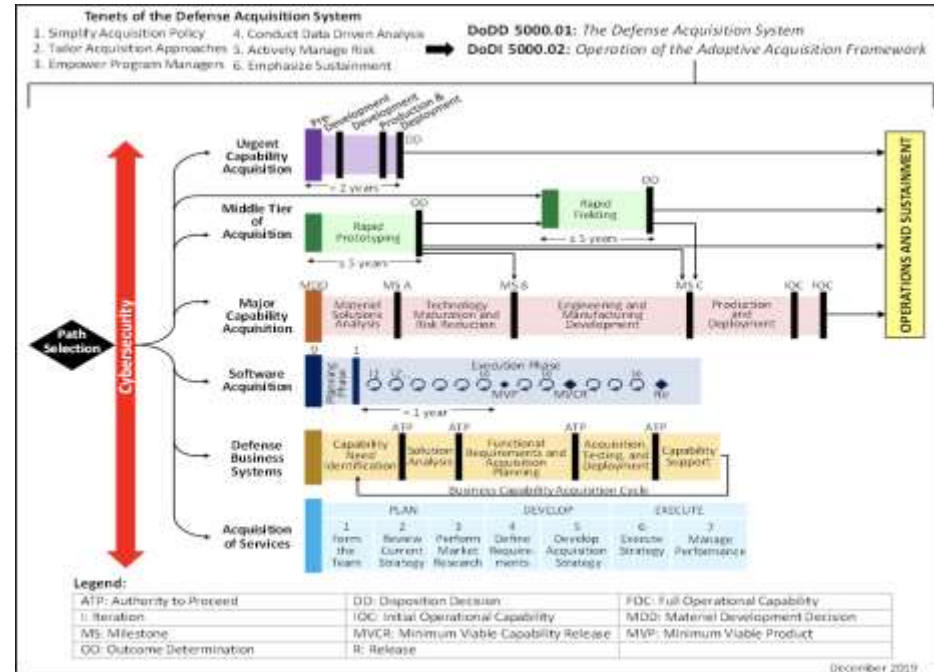 Tenets of the Defense Acquisition System
1. Simplify Acquisition Policy
2. Tailor Acquisition Approaches
3. Empower Program Managers
4. Conduct Data Driven Analysis
5. Actively Manage Risk
6. Emphasize Sustainment
DoDD 5000.01: The Defense Acquisition System
DoDI 5000.02: Operation of the Adaptive Acquisition Framework
Path
Selection
Cybersecurity
OPERATIONS AND SUSTAINMENT
Urgent
Capability
Acquisition
Pre-
Development
Development
Production &
Deployment
DD
< 2 years
Middle Tier
of
Acquisition
Rapid
Prototyping
OD
≤ 5 years
Rapid
Fielding
OD
≤ 5 years
Major
Capability
Acquisition
MDD
Materiel
Solutions
Analysis
MS A
Technology
Maturation and
Risk Reduction
MS B
Engineering and
Manufacturing
Development
MS C
Production
and
Deployment
IOC
FOC
Software
Acquisition
0
Planning
Phase
1
Execution Phase
I1
I2
MVP
MVCR
< 1 year
Defense
Business
Systems
Capability
Need
Identification
ATP
Solution
Analysis
ATP
Functional
Requirements and
Acquisition
Planning
ATP
Acquisition,
Testing, and
Deployment
ATP
Capability
Support
Business Capability Acquisition Cycle
Acquisition
of Services
PLAN
DEVELOP
EXECUTE
1
Form
the
Team
2
Review
Current
Strategy
3
Perform
Market
Research
4
Define
Require-
ments
5
Develop
Acquisition
Strategy
6
Execute
Strategy
7
Manage
Performance
Legend:
ATP: Authority to Proceed
DD: Disposition Decision
FOC: Full Operational Capability
I: Iteration
IOC: Initial Operational Capability
MDD: Materiel Development Decision
MS: Milestone
MVCR: Minimum Viable Capability Release
MVP: Minimum Viable Product
OD: Outcome Determination
R: Release
December 2019